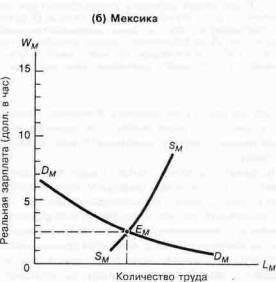 (б) Мексика
W_M
15
10
5
0
Реальная зарплата (долл. в час)
D_M
S_M
E_M
S_M
D_M
L_M
Количество труда